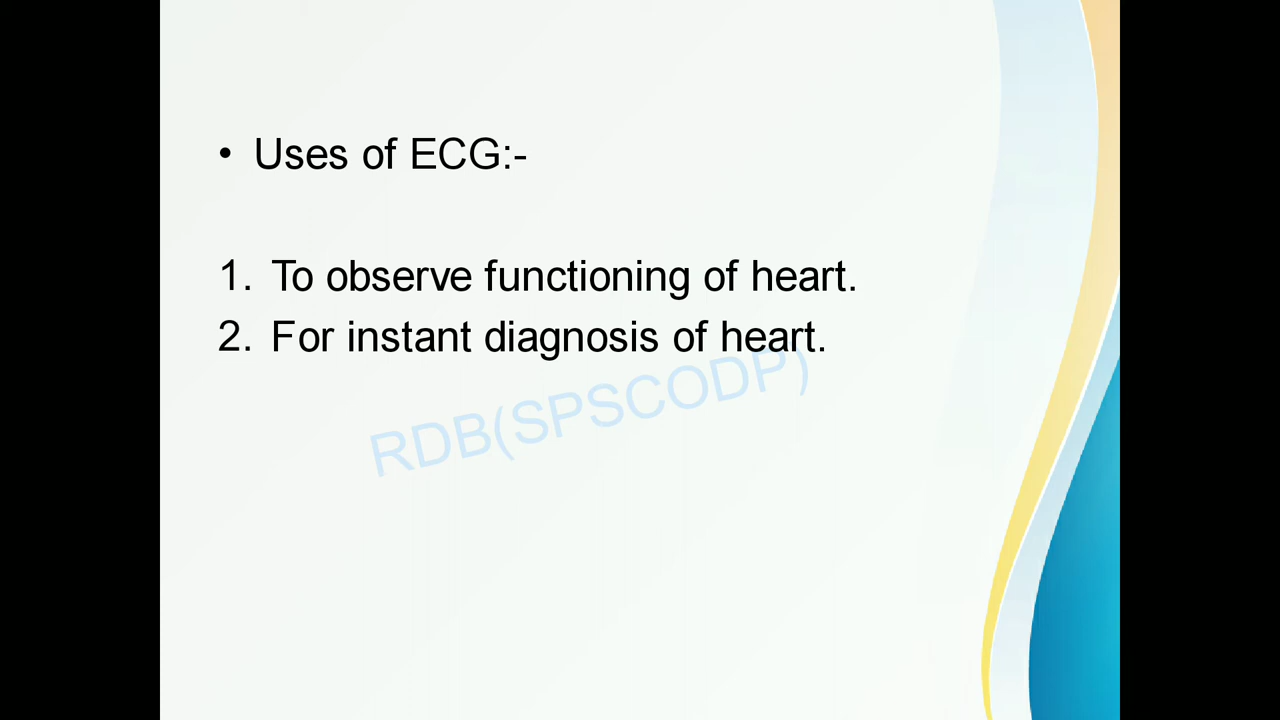 • Uses of ECG:-
1. To observe functioning of heart.
2. For instant diagnosis of heart.
RDB(SPSCODP)